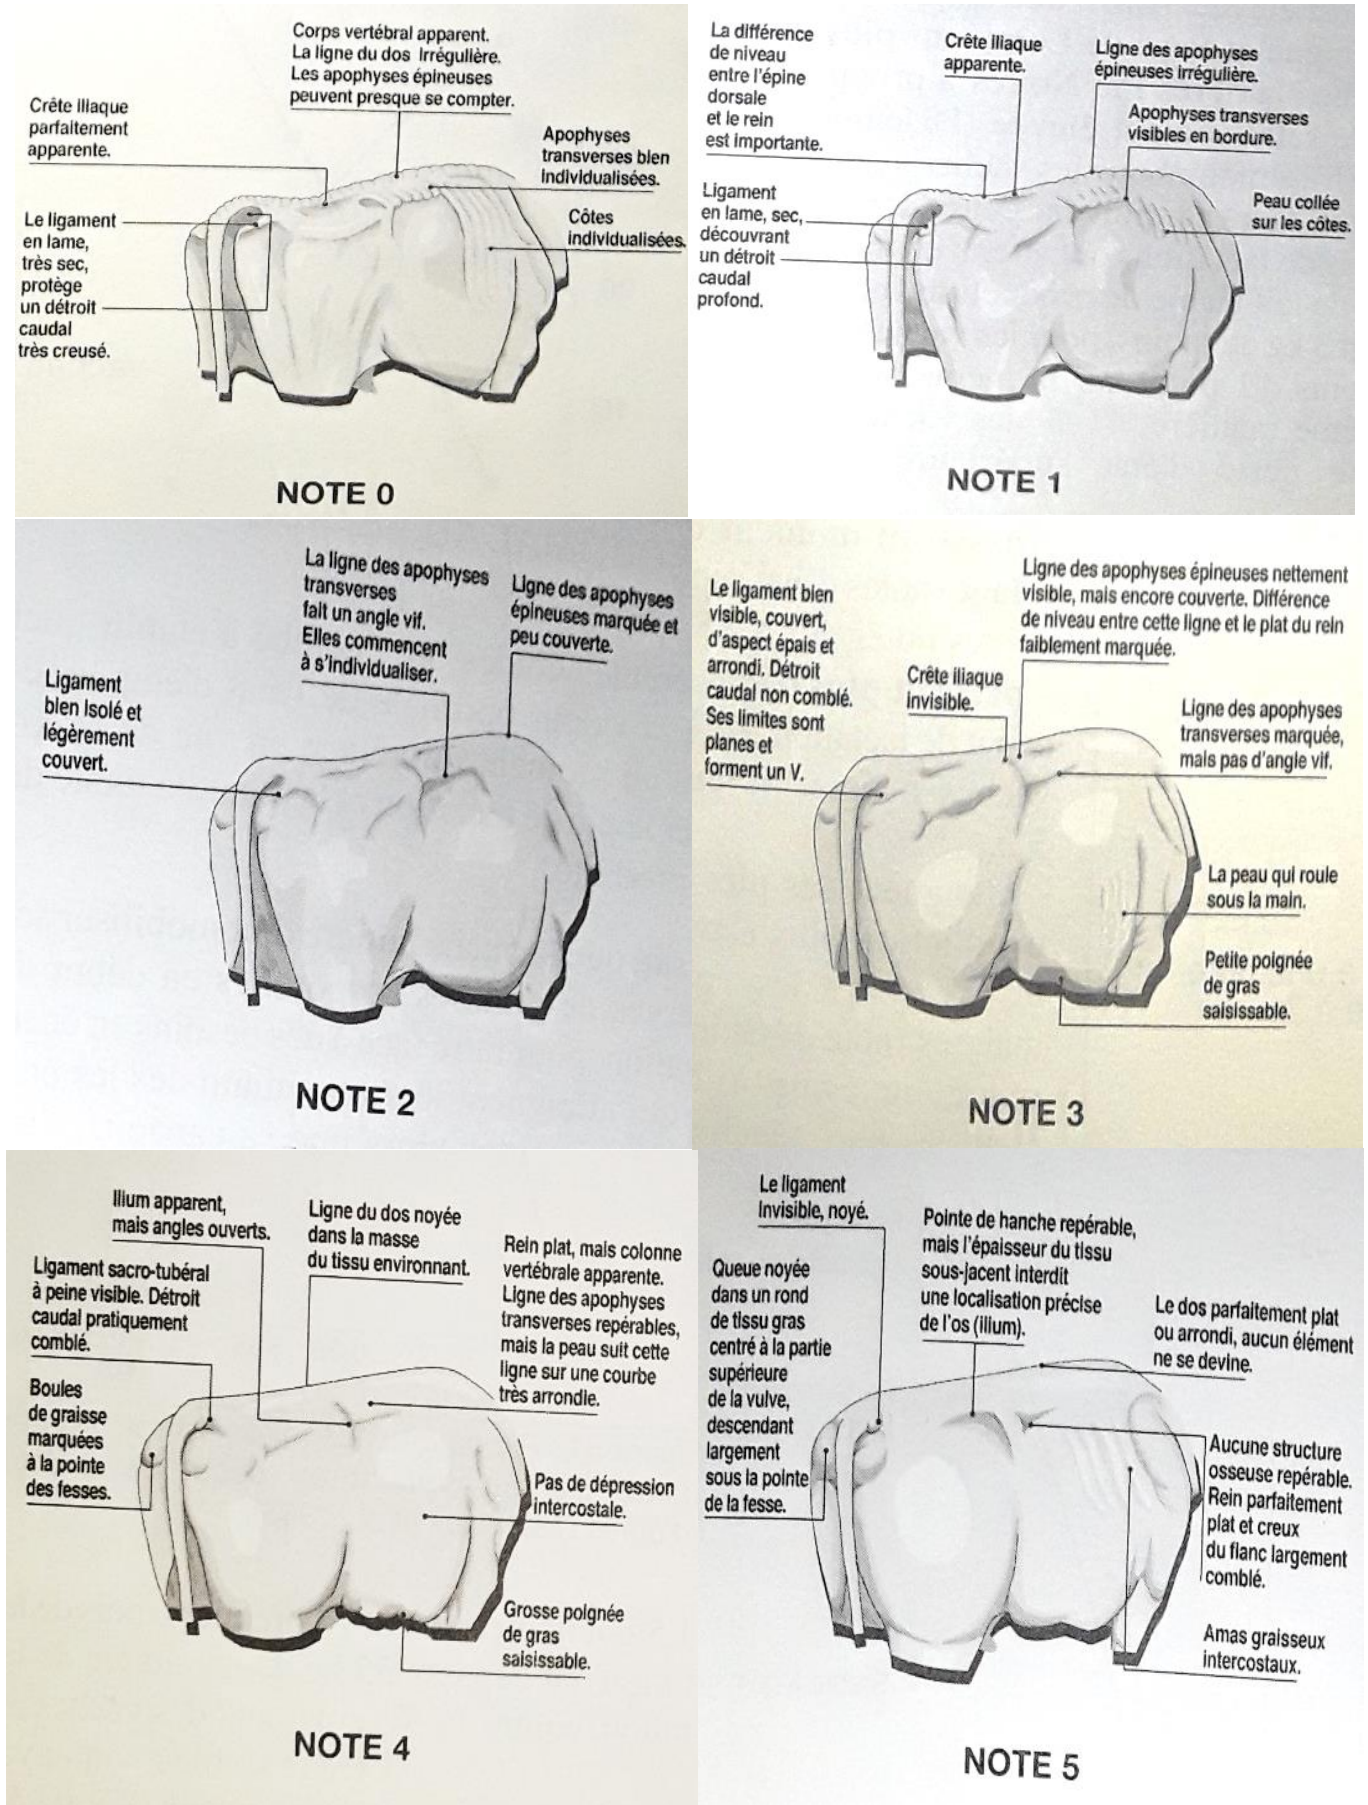 Corps vertébral apparent.
La ligne du dos irrégulière.
Les apophyses épineuses
peuvent presque se compter.
Crête iliaque
parfaitement
apparente.
Apophyses
transverses bien
individualisées.
Le ligament
en lame,
très sec,
protège
un détroit
caudal
très creusé.
Côtes
individualisées.
NOTE 0
La différence
de niveau
entre l'épine
dorsale
et le rein
est importante.
Crête iliaque
apparente.
Ligne des apophyses
épineuses irrégulière.
Apophyses transverses
visibles en bordure.
Ligament
en lame, sec,
découvrant
un détroit
caudal
profond.
Peau collée
sur les côtes.
NOTE 1
La ligne des apophyses
transverses
fait un angle vif.
Elles commencent
à s'individualiser.
Ligne des apophyses
épineuses marquée et
peu couverte.
Ligament
bien isolé et
légèrement
couvert.
NOTE 2
Le ligament bien
visible, couvert,
d'aspect épais et
arrondi. Détroit
caudal non comblé.
Ses limites sont
planes et
forment un V.
Crête iliaque
invisible.
Ligne des apophyses épineuses nettement
visible, mais encore couverte. Différence
de niveau entre cette ligne et le plat du rein
faiblement marquée.
Ligne des apophyses
transverses marquée,
mais pas d'angle vif.
La peau qui roule
sous la main.
Petite poignée
de gras
saisissable.
NOTE 3
Ilium apparent,
mais angles ouverts.
Ligne du dos noyée
dans la masse
du tissu environnant.
Ligament sacro-tubéral
à peine visible. Détroit
caudal pratiquement
comblé.
Rein plat, mais colonne
vertébrale apparente.
Ligne des apophyses
transverses repérables,
mais la peau suit cette
ligne sur une courbe
très arrondie.
Boules
de graisse
marquées
à la pointe
des fesses.
Pas de dépression
intercostale.
Grosse poignée
de gras
saisissable.
NOTE 4
Le ligament
invisible, noyé.
Pointe de hanche repérable,
mais l'épaisseur du tissu
sous-jacent interdit
une localisation précise
de l'os (ilium).
Queue noyée
dans un rond
de tissu gras
centré à la partie
supérieure
de la vulve,
descendant
largement
sous la pointe
de la fesse.
Le dos parfaitement plat
ou arrondi, aucun élément
ne se devine.
Aucune structure
osseuse repérable.
Rein parfaitement
plat et creux
du flanc largement
comblé.
Amas graisseux
intercostaux.
NOTE 5